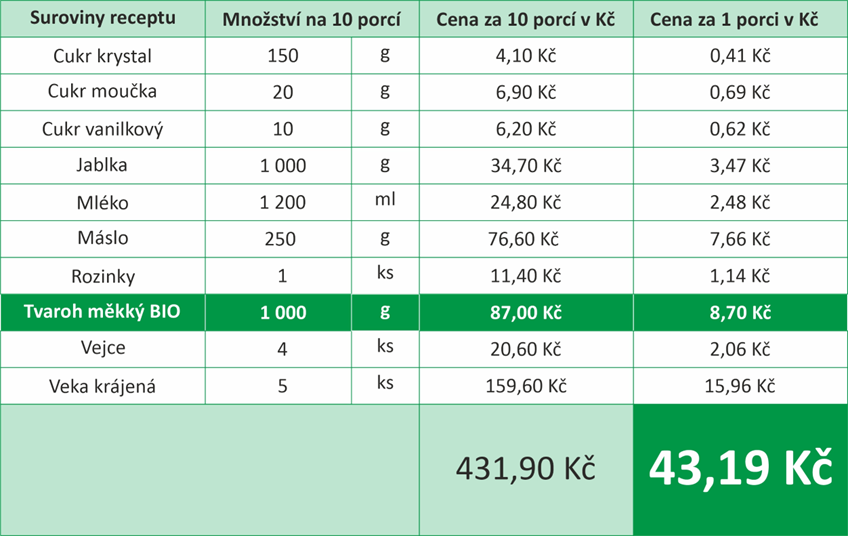 Suroviny receptu Množství na 10 porcí Cena za 10 porcí v Kč Cena za 1 porci v Kč
Cukr krystal 150 g 4,10 Kč 0,41 Kč
Cukr moučka 20 g 6,90 Kč 0,69 Kč
Cukr vanilkový 10 g 6,20 Kč 0,62 Kč
Jablka 1 000 g 34,70 Kč 3,47 Kč
Mléko 1 200 ml 24,80 Kč 2,48 Kč
Máslo 250 g 76,60 Kč 7,66 Kč
Rozinky 1 ks 11,40 Kč 1,14 Kč
Tvaroh měkký BIO 1 000 g 87,00 Kč 8,70 Kč
Vejce 4 ks 20,60 Kč 2,06 Kč
Veka krájená 5 ks 159,60 Kč 15,96 Kč
431,90 Kč 43,19 Kč